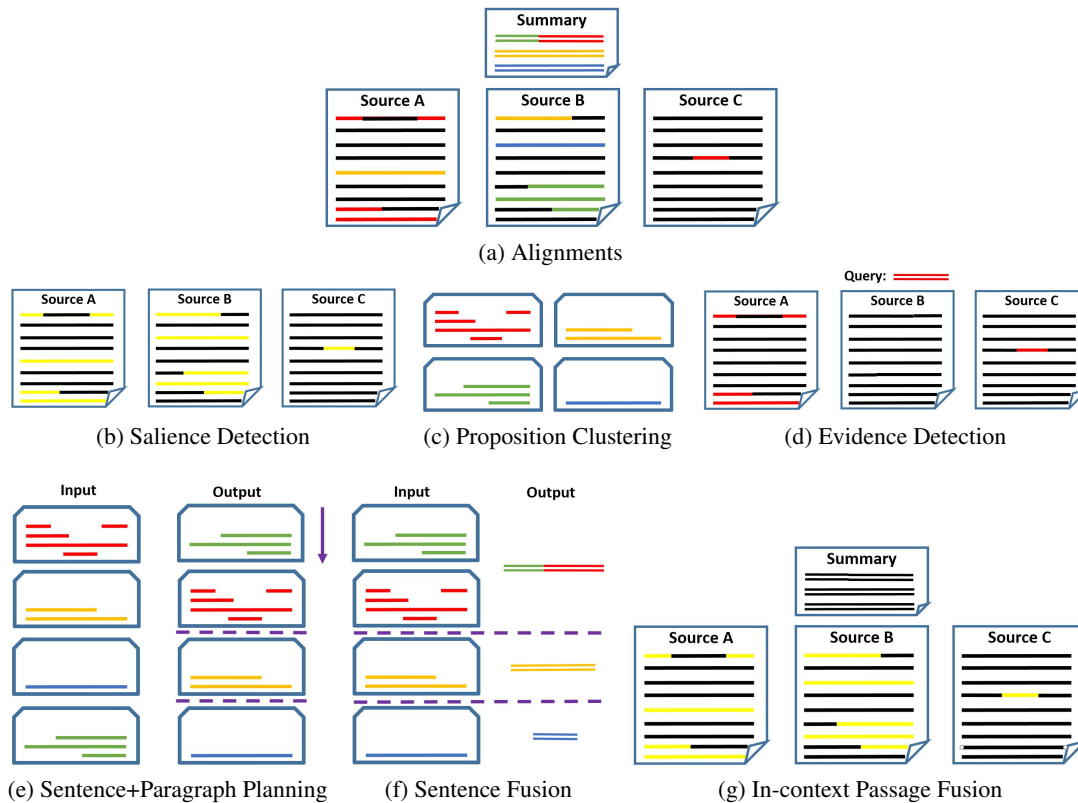 Summary
Source A
Source B
Source C
(a) Alignments
Query:
Source A
Source B
Source C
Source A
Source B
Source C
(b) Salience Detection
(c) Proposition Clustering
(d) Evidence Detection
Input
Output
Input
Output
Summary
Source A
Source B
Source C
(e) Sentence+Paragraph Planning
(f) Sentence Fusion
(g) In-context Passage Fusion